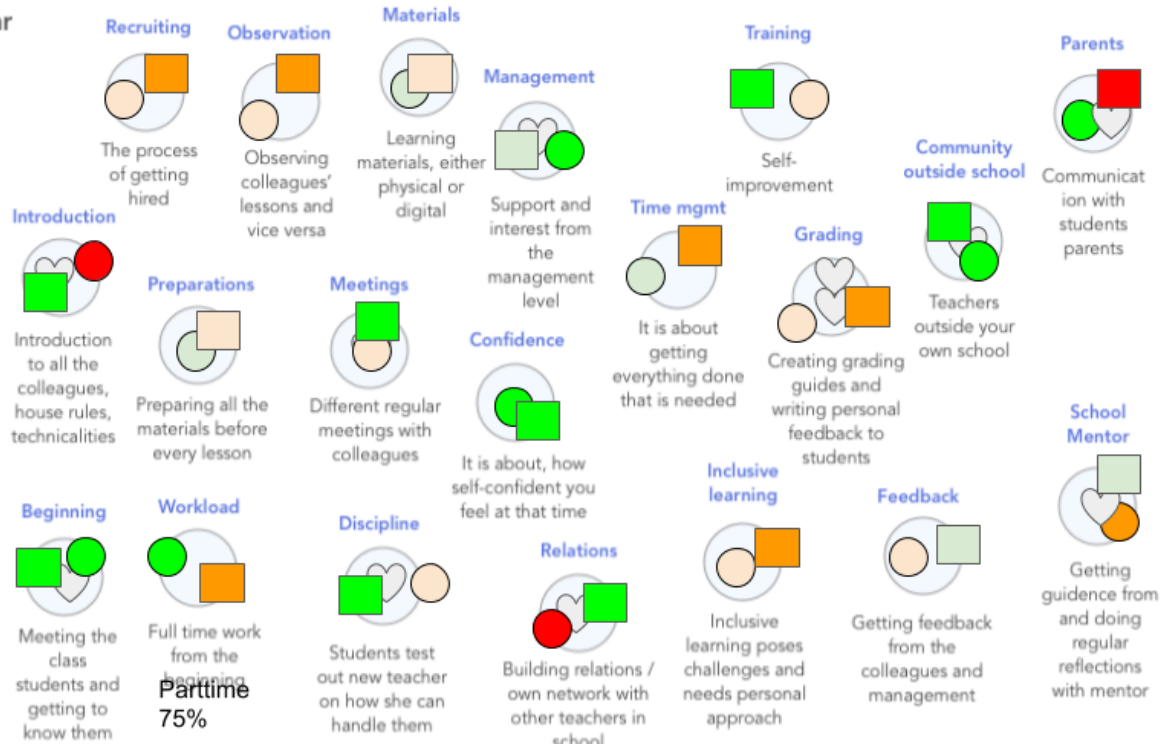 ar
Recruiting
The process
of getting
hired
Observation
Observing
colleagues'
lessons and
vice versa
Materials
Learning
materials, either
physical or
digital
Management
Support and
interest from
the
management
level
Training
Self-
improvement
Parents
Communicat
ion with
students
parents
Community
outside school
Teachers
outside your
own school
Introduction
Introduction
to all the
colleagues,
house rules,
technicalities
Preparations
Preparing all the
materials before
every lesson
Meetings
Different regular
meetings with
colleagues
Confidence
It is about, how
self-confident you
feel at that time
Time mgmt
It is about
getting
everything done
that is needed
Grading
Creating grading
guides and
writing personal
feedback to
students
School
Mentor
Getting
guidence from
and doing
regular
reflections
with mentor
Beginning
Meeting the
class
students and
getting to
know them
Workload
Full time work
from the
beginning
Parttime
75%
Discipline
Students test
out new teacher
on how she can
handle them
Relations
Building relations /
own network with
other teachers in
school
Inclusive
learning
Inclusive
learning poses
challenges and
needs personal
approach
Feedback
Getting feedback
from the
colleagues and
management